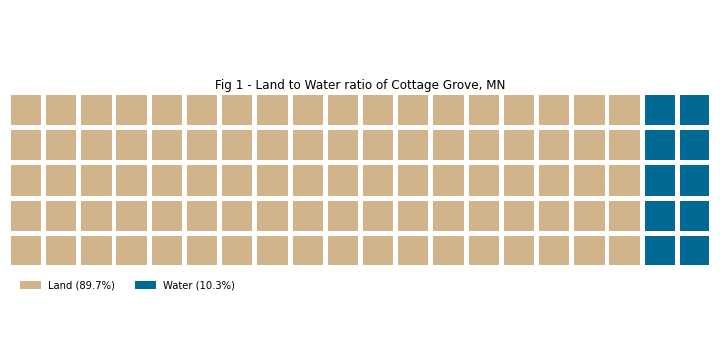 Fig 1 - Land to Water ratio of Cottage Grove, MN
Land (89.7%)
Water (10.3%)